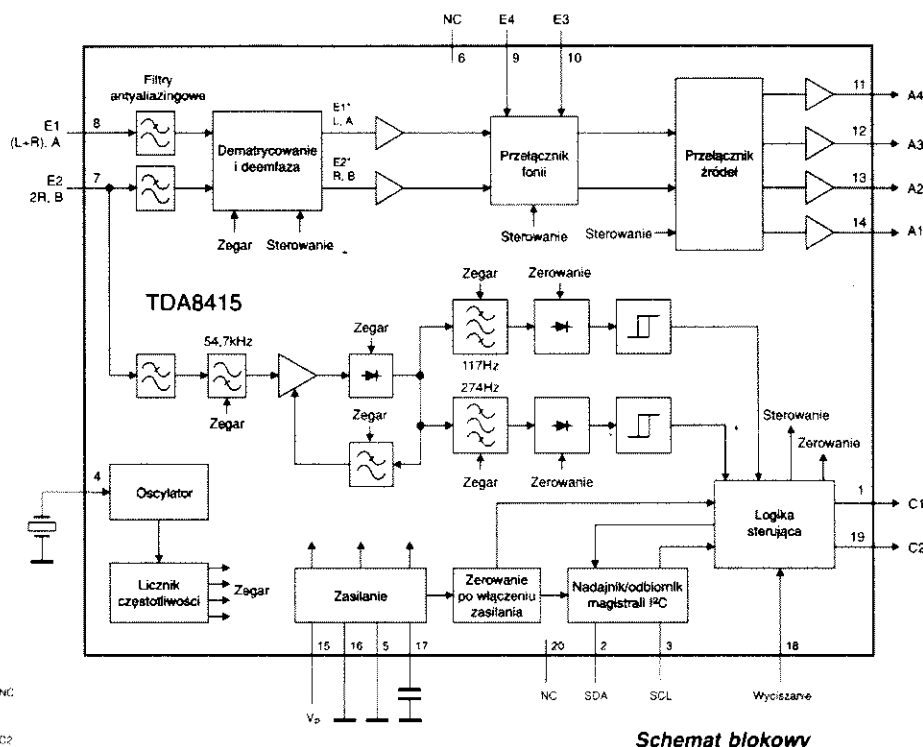 NC
E4
E3
6
9
10
Filtry
antyaliazingowe
E1
(L+R), A
8
E2
2R, B
7
Dematrycowanie
i deemfaza
E1*
L, A
E2*
R, B
Zegar
Sterowanie
Przełącznik
fonii
Sterowanie
Przełącznik
źródeł
Sterowanie
11
A4
12
A3
13
A2
14
A1
TDA8415
54,7kHz
Zegar
Zegar
Zegar
Zegar
117Hz
Zerowanie
274Hz
Zegar
Zerowanie
Sterowanie
Zerowanie
4
Oscylator
Licznik
częstotliwości
Zegar
Zasilanie
Zerowanie
po włączeniu
zasilania
Nadajnik/odbiornik
magistrali I²C
Logika
sterująca
1
C1
19
C2
15
16
5
17
20
2
3
18
Vp
NC
SDA
SCL
Wyciszanie
NC
C2
Schemat blokowy